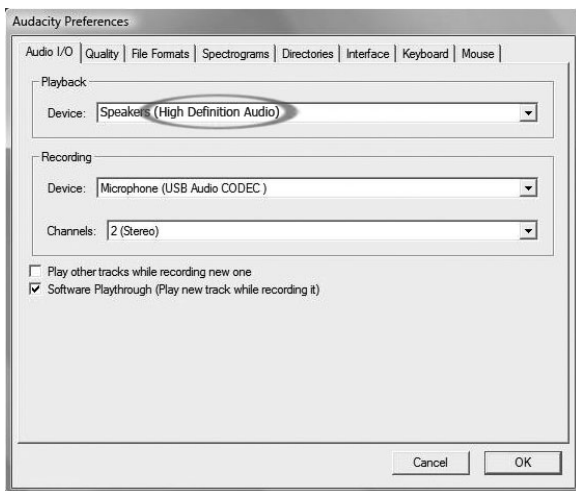 Audacity Preferences
Audio I/O Quality File Formats Spectrograms Directories Interface Keyboard Mouse
Playback
Device: Speakers (High Definition Audio)
Recording
Device: Microphone (USB Audio CODEC )
Channels: 2 (Stereo)
Play other tracks while recording new one
Software Playthrough (Play new track while recording it)
Cancel OK